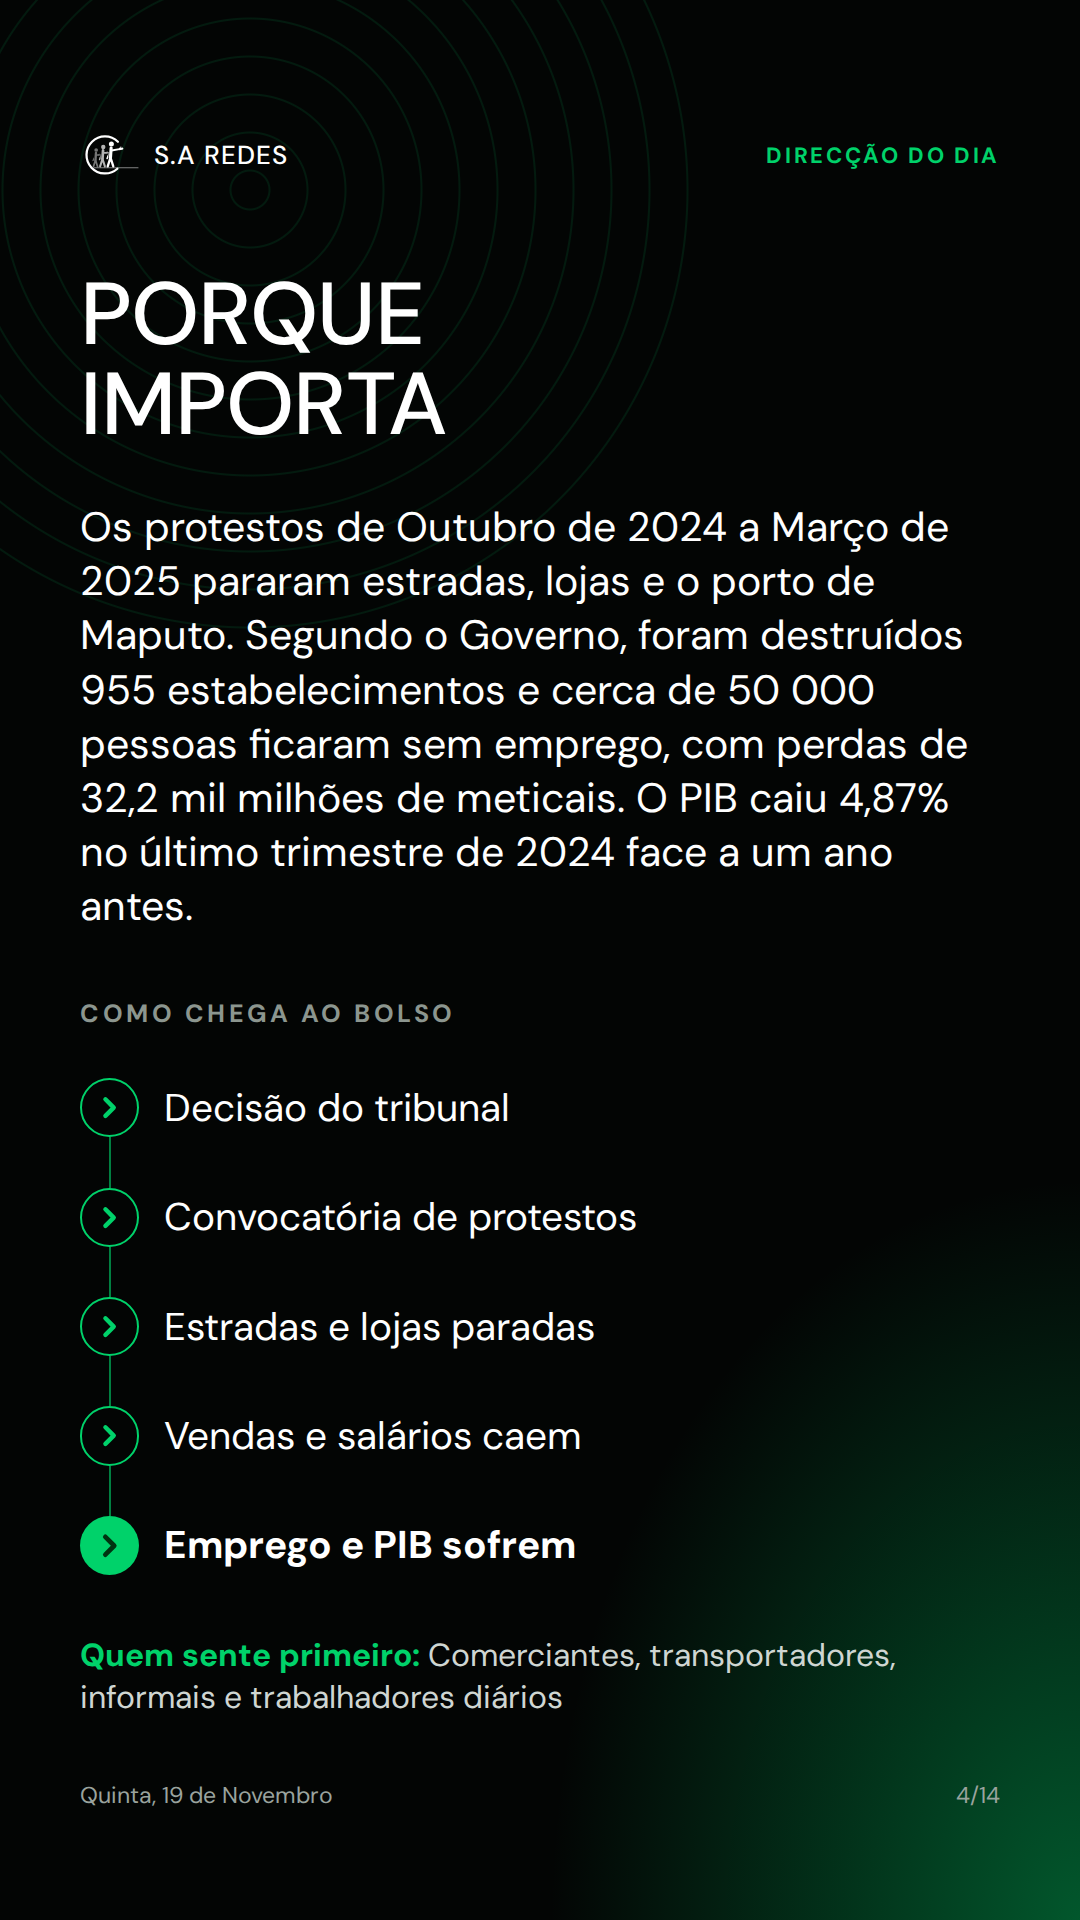 S.A REDES
DIRECÇÃO DO DIA
PORQUE
IMPORTA
Os protestos de Outubro de 2024 a Março de
2025 pararam estradas, lojas e o porto de
Maputo. Segundo o Governo, foram destruídos
955 estabelecimentos e cerca de 50 000
pessoas ficaram sem emprego, com perdas de
32,2 mil milhões de meticais. O PIB caiu 4,87%
no último trimestre de 2024 face a um ano
antes.
COMO CHEGA AO BOLSO
Decisão do tribunal
Convocatória de protestos
Estradas e lojas paradas
Vendas e salários caem
Emprego e PIB sofrem
Quem sente primeiro: Comerciantes, transportadores,
informais e trabalhadores diários
Quinta, 19 de Novembro
4/14